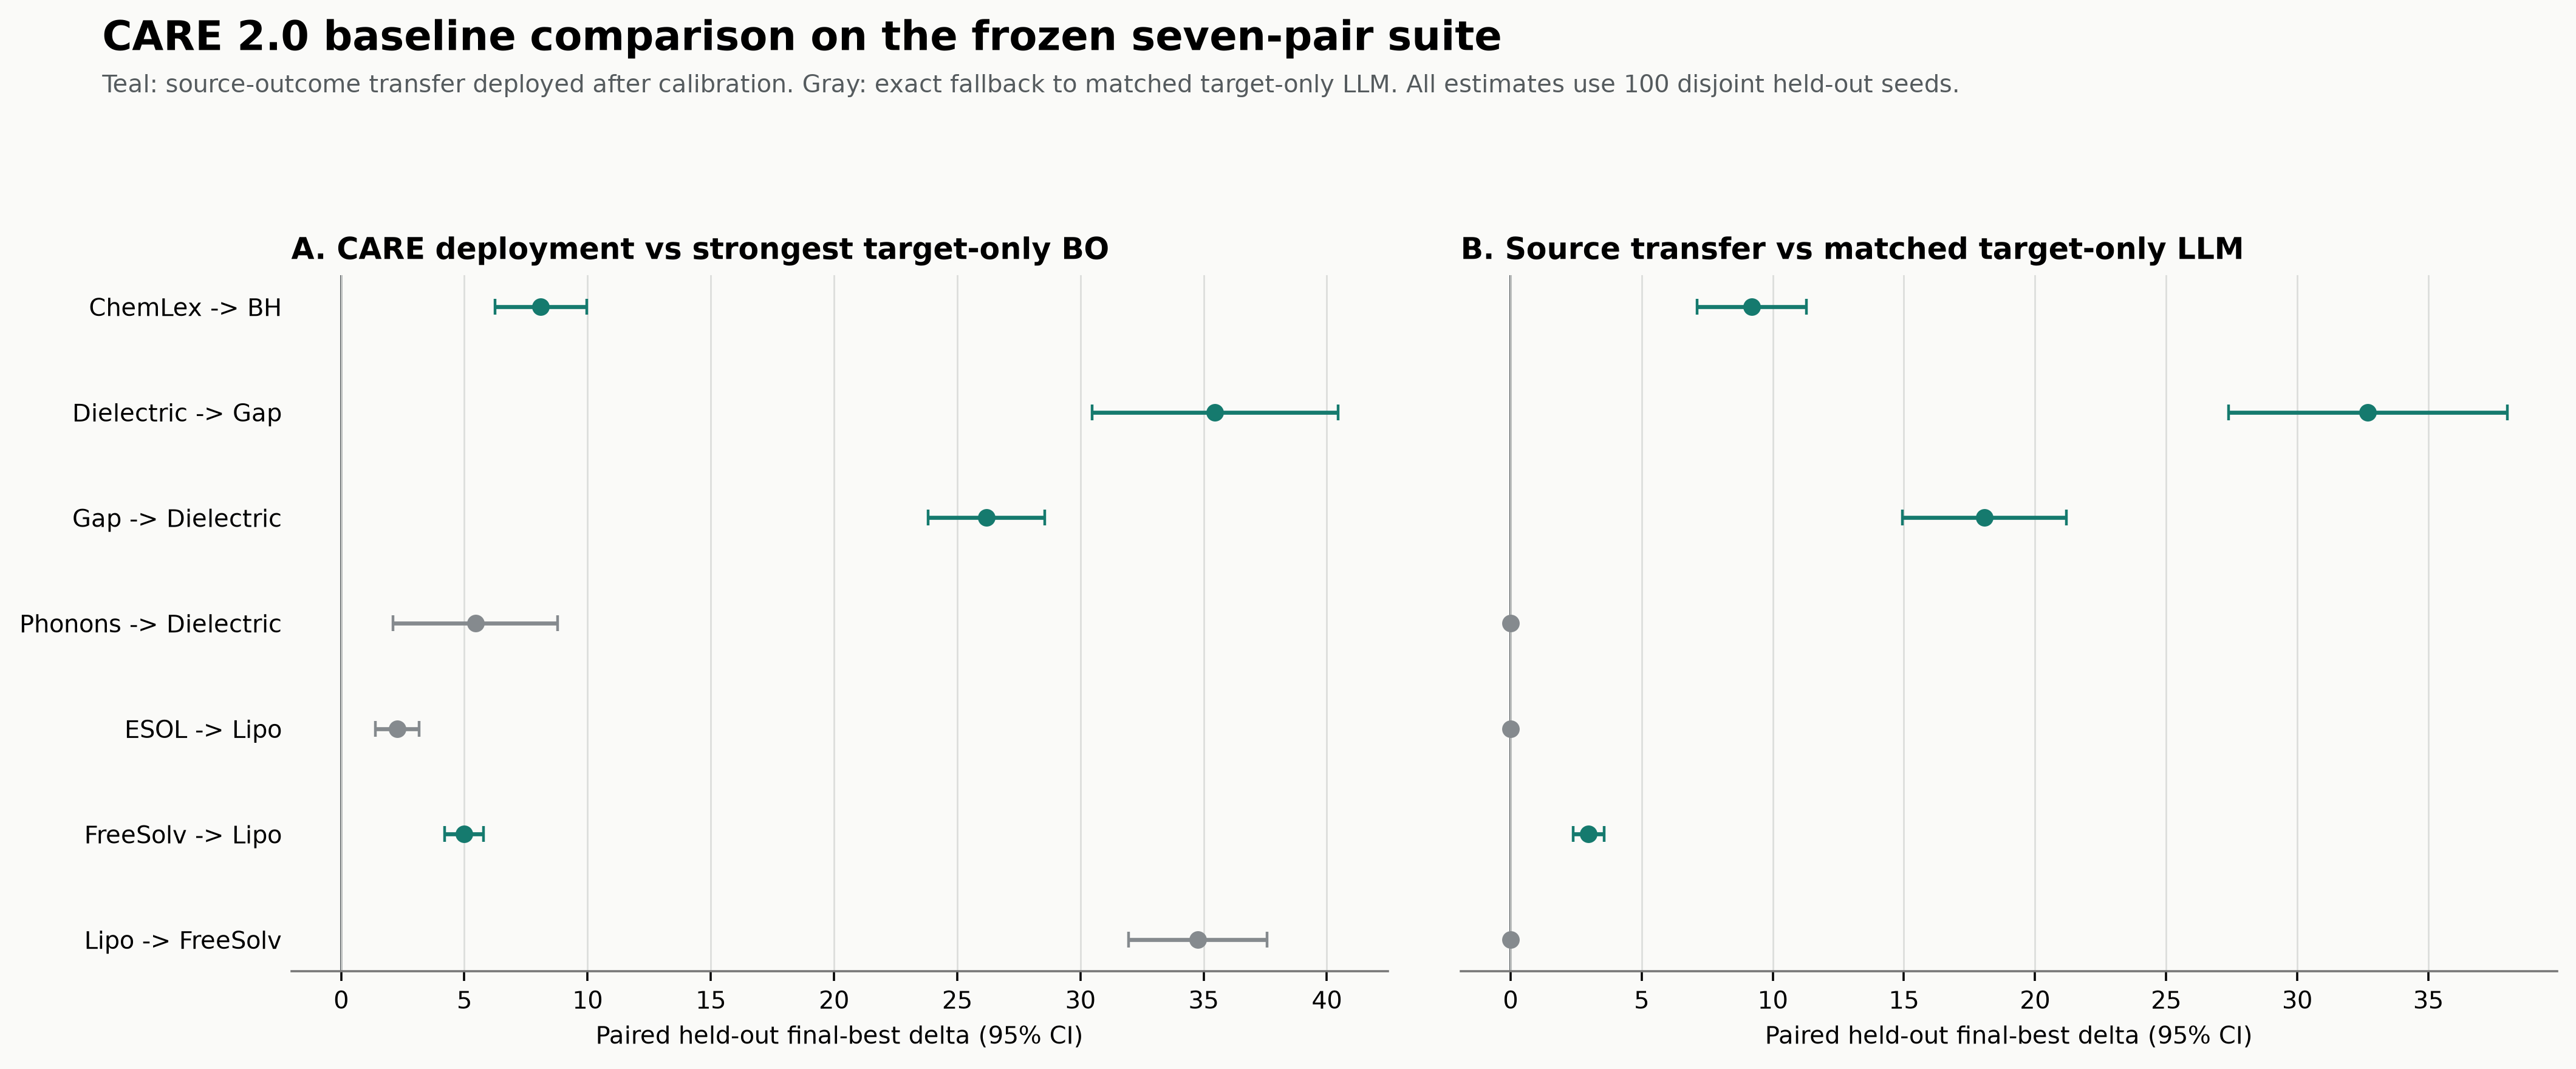 CARE 2.0 baseline comparison on the frozen seven-pair suite
Teal: source-outcome transfer deployed after calibration. Gray: exact fallback to matched target-only LLM. All estimates use 100 disjoint held-out seeds.
A. CARE deployment vs strongest target-only BO
ChemLex -> BH
Dielectric -> Gap
Gap -> Dielectric
Phonons -> Dielectric
ESOL -> Lipo
FreeSolv -> Lipo
Lipo -> FreeSolv
0 5 10 15 20 25 30 35 40
Paired held-out final-best delta (95% CI)
B. Source transfer vs matched target-only LLM
0 5 10 15 20 25 30 35
Paired held-out final-best delta (95% CI)